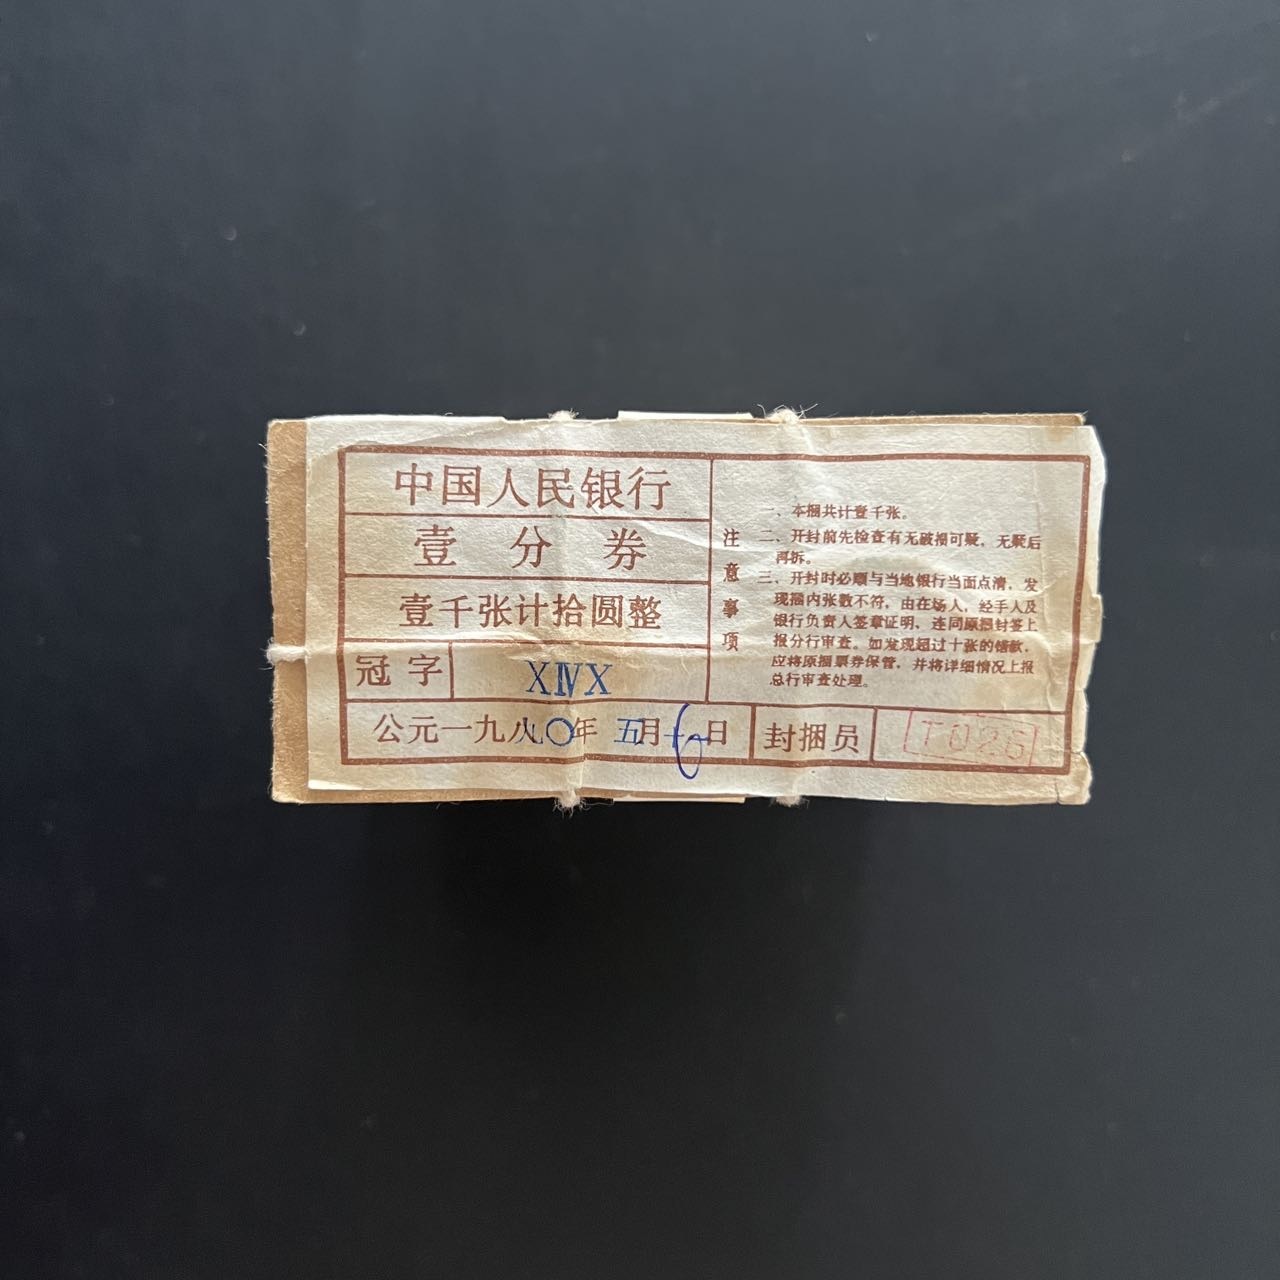 中国人民银行
壹分券
壹千张计拾圆整
冠字 XⅣX
公元一九八〇年 五月 日
封捆员 T026
注意事项
一、本捆共计壹千张。
二、开封前先检查有无破损可疑，无疑后
再拆。
三、开封时必须与当地银行当面点清，发
现捆内张数不符，由在场人，经手人及
银行负责人签章证明，连同原捆封签上
报分行审查。如发现超过十张的错款，
应将原捆票券保管，并将详细情况上报
总行审查处理。